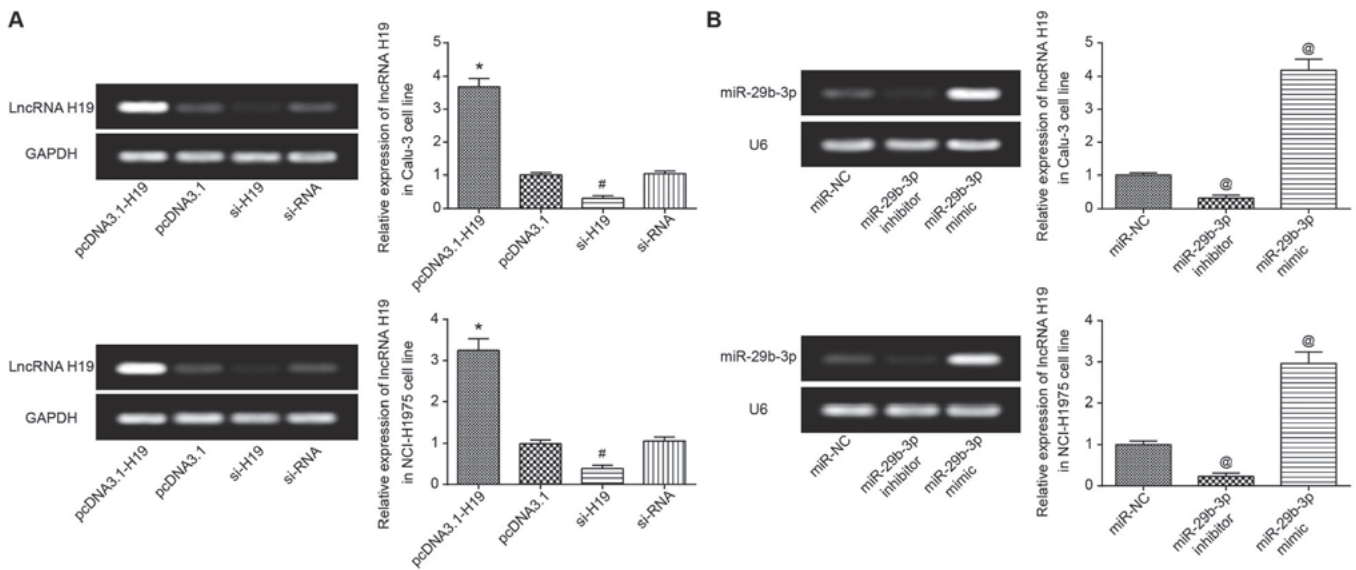 A
LncRNA H19
GAPDH
pcDNA3.1-H19
pcDNA3.1
si-H19
si-RNA
Relative expression of lncRNA H19
in Calu-3 cell line
5
4
3
2
1
0
*
#
pcDNA3.1-H19
pcDNA3.1
si-H19
si-RNA
LncRNA H19
GAPDH
pcDNA3.1-H19
pcDNA3.1
si-H19
si-RNA
Relative expression of lncRNA H19
in NCI-H1975 cell line
4
3
2
1
0
*
#
pcDNA3.1-H19
pcDNA3.1
si-H19
si-RNA
B
miR-29b-3p
U6
miR-NC
miR-29b-3p
inhibitor
miR-29b-3p
mimic
Relative expression of lncRNA H19
in Calu-3 cell line
5
4
3
2
1
0
@
@
miR-NC
miR-29b-3p
inhibitor
miR-29b-3p
mimic
miR-29b-3p
U6
miR-NC
miR-29b-3p
inhibitor
miR-29b-3p
mimic
Relative expression of lncRNA H19
in NCI-H1975 cell line
4
3
2
1
0
@
@
miR-NC
miR-29b-3p
inhibitor
miR-29b-3p
mimic